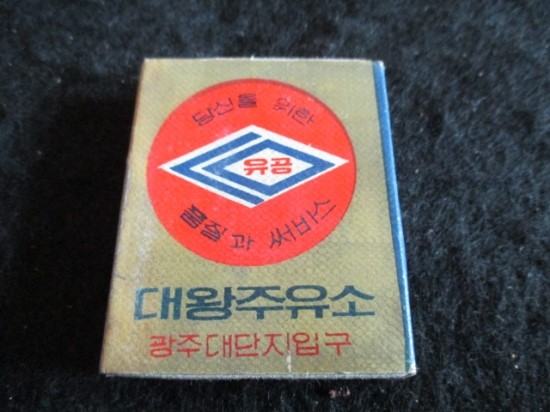 당신을 위한
유공
품질과 써비스
대왕주유소
광주대단지입구